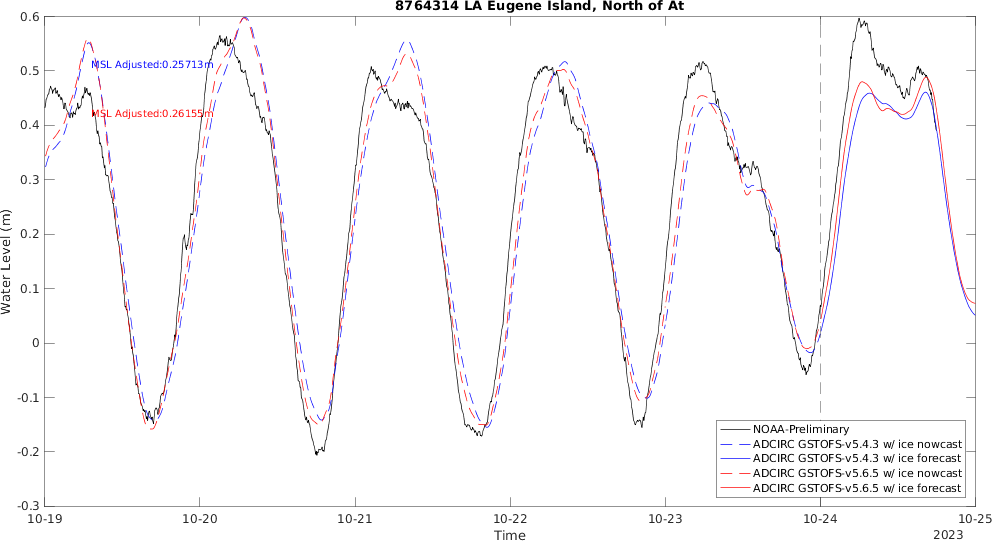 8764314 LA Eugene Island, North of At
0.6
0.5
0.4
0.3
0.2
0.1
0
-0.1
-0.2
-0.3
Water Level (m)
MSL Adjusted:0.25713m
MSL Adjusted:0.26155m
NOAA-Preliminary
ADCIRC GSTOFS-v5.4.3 w/ ice nowcast
ADCIRC GSTOFS-v5.4.3 w/ ice forecast
ADCIRC GSTOFS-v5.6.5 w/ ice nowcast
ADCIRC GSTOFS-v5.6.5 w/ ice forecast
10-19 10-20 10-21 10-22 10-23 10-24 10-25
Time
2023